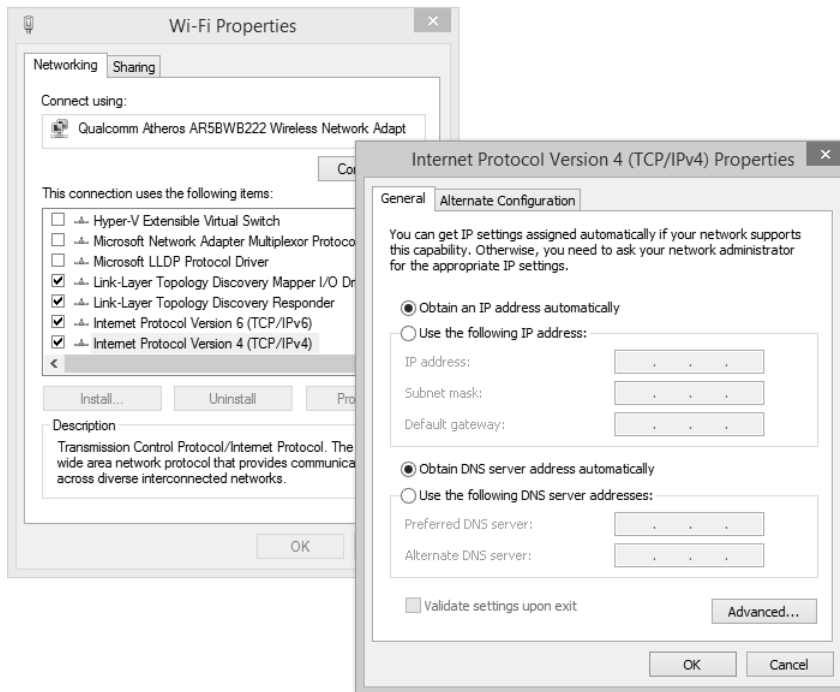 Wi-Fi Properties
Networking
Sharing
Connect using:
Qualcomm Atheros AR5BWB222 Wireless Network Adapt
This connection uses the following items:
Hyper-V Extensible Virtual Switch
Microsoft Network Adapter Multiplexor Protoco
Microsoft LLDP Protocol Driver
Link-Layer Topology Discovery Mapper I/O Dr
Link-Layer Topology Discovery Responder
Internet Protocol Version 6 (TCP/IPv6)
Internet Protocol Version 4 (TCP/IPv4)
Install...
Uninstall
Pro
Description
Transmission Control Protocol/Internet Protocol. The
wide area network protocol that provides communica
across diverse interconnected networks.
OK
Internet Protocol Version 4 (TCP/IPv4) Properties
General
Alternate Configuration
You can get IP settings assigned automatically if your network supports
this capability. Otherwise, you need to ask your network administrator
for the appropriate IP settings.
Obtain an IP address automatically
Use the following IP address:
IP address:
Subnet mask:
Default gateway:
Obtain DNS server address automatically
Use the following DNS server addresses:
Preferred DNS server:
Alternate DNS server:
Validate settings upon exit
Advanced...
OK
Cancel